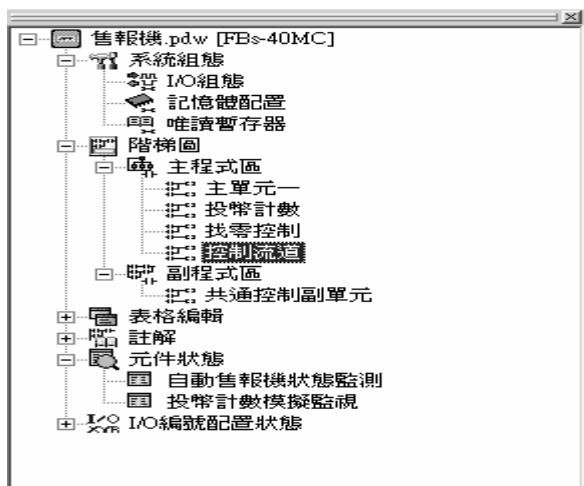 售報機.pdw [FBs-40MC]
系統組態
I/O組態
記憶體配置
唯讀暫存器
階梯圖
主程式區
主單元一
投幣計數
找零控制
控制流道
副程式區
共通控制副單元
表格編輯
註解
元件狀態
自動售報機狀態監測
投幣計數模擬監視
I/O編號配置狀態